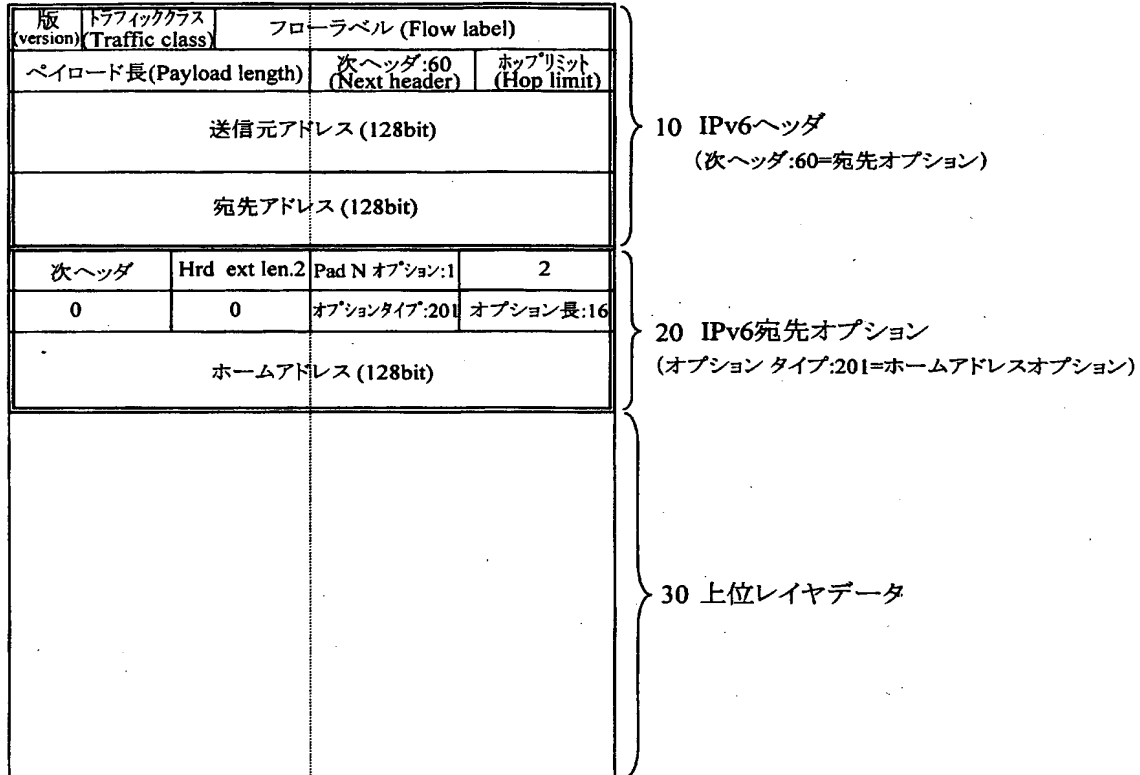 版 (version)
トラフィッククラス (Traffic class)
フローラベル (Flow label)
ペイロード長(Payload length)
次ヘッダ:60 (Next header)
ホップリミット (Hop limit)
送信元アドレス (128bit)
宛先アドレス (128bit)
10 IPv6ヘッダ
(次ヘッダ:60=宛先オプション)
次ヘッダ
Hrd ext len.2
Pad N オプション:1
2
0
0
オプションタイプ:201
オプション長:16
ホームアドレス (128bit)
20 IPv6宛先オプション
(オプション タイプ:201=ホームアドレスオプション)
30 上位レイヤデータ